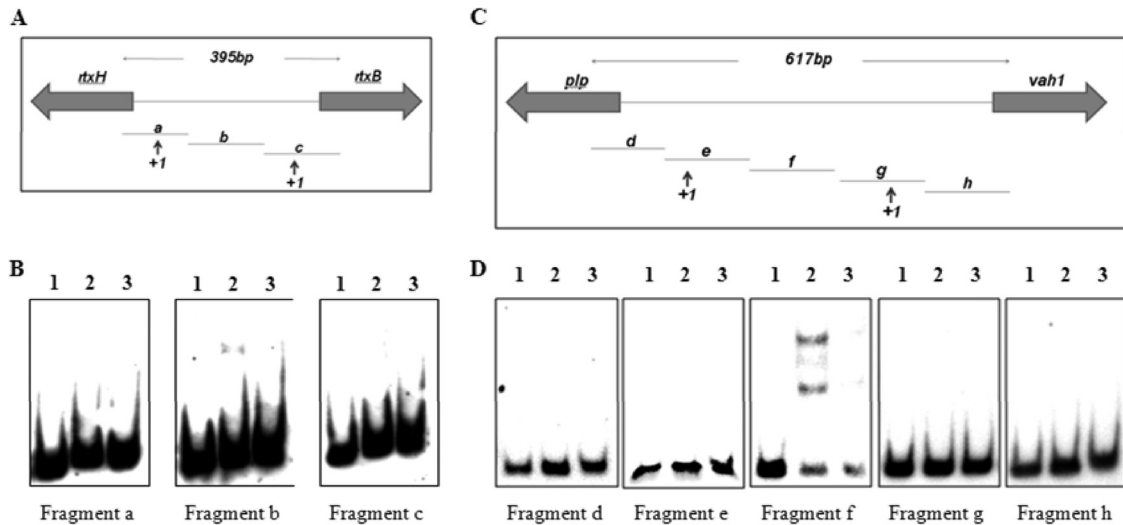 A
395bp
rtxH
rtxB
a
b
c
+1
+1
B
1 2 3
1 2 3
1 2 3
Fragment a
Fragment b
Fragment c
C
617bp
plp
vah1
d
e
f
g
h
+1
+1
D
1 2 3
1 2 3
1 2 3
1 2 3
1 2 3
Fragment d
Fragment e
Fragment f
Fragment g
Fragment h